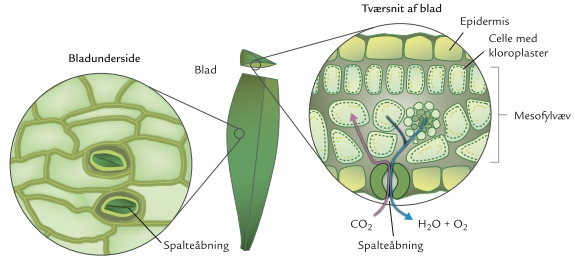 Tværsnit af blad
Epidermis
Celle med
kloroplaster
Bladunderside
Blad
Mesofylvæv
CO2
H2O + O2
Spalteåbning
Spalteåbning